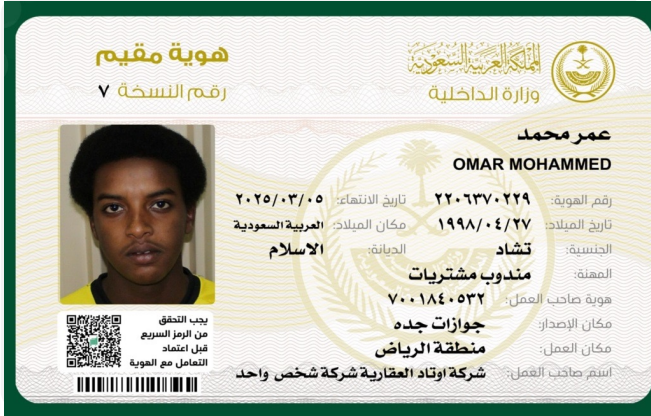 هوية مقيم
المملكة العربية السعودية
رقم النسخة ٧
وزارة الداخلية
عمر محمد
OMAR MOHAMMED
رقم الهوية: ٢٢٠٦٣٧٠٢٢٩ تاريخ الانتهاء: ٢٠٢٥/٠٣/٠٥
تاريخ الميلاد: ١٩٩٨/٠٤/٢٧ مكان الميلاد: العربية السعودية
الجنسية: تشاد الديانة: الاسلام
المهنة: مندوب مشتريات
هوية صاحب العمل: ٧٠٠١٨٤٠٥٣٢
مكان الإصدار: جوازات جده
مكان العمل: منطقة الرياض
اسم صاحب العمل: شركة اوتاد العقارية شركة شخص واحد
يجب التحقق
من الرمز السريع
قبل اعتماد
التعامل مع الهوية